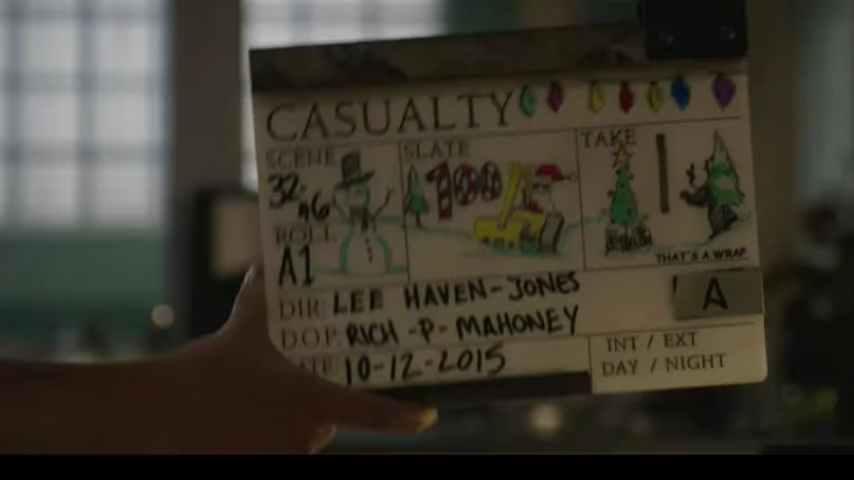 CASUALTY
SCENE SLATE TAKE
32-46 100 1
ROLL
A1
THAT'S A WRAP
DIR LEE HAVEN-JONES A
D.O.P. RICH-P-MAHONEY
DATE 10-12-2015
INT / EXT
DAY / NIGHT